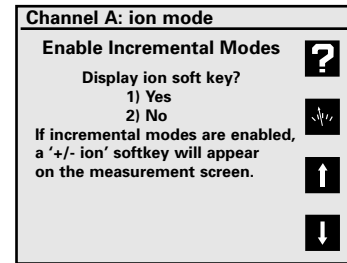 Channel A: ion mode
Enable Incremental Modes
Display ion soft key?
1) Yes
2) No
If incremental modes are enabled,
a ‘+/- ion’ softkey will appear
on the measurement screen.
?